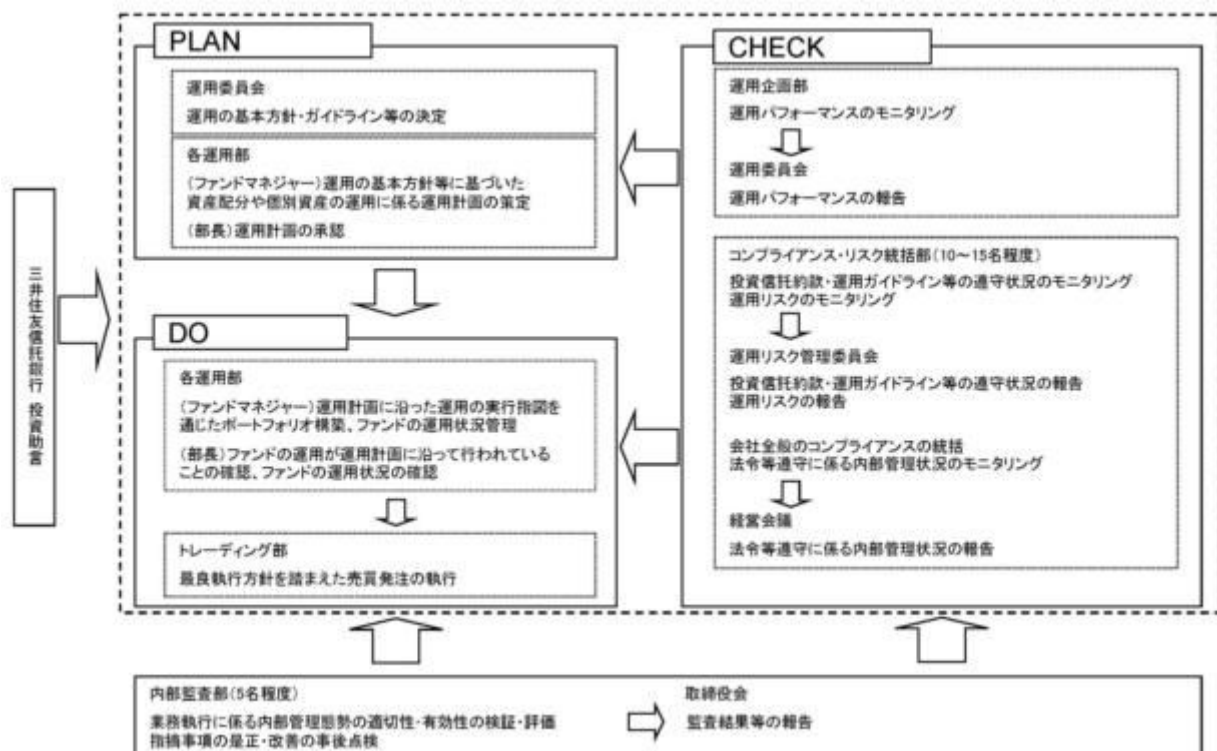 三井住友信託銀行 投資助言
PLAN
運用委員会
運用の基本方針・ガイドライン等の決定
各運用部
(ファンドマネジャー)運用の基本方針等に基づいた
資産配分や個別資産の運用に係る運用計画の策定
(部長)運用計画の承認
DO
各運用部
(ファンドマネジャー)運用計画に沿った運用の実行指図を
通じたポートフォリオ構築、ファンドの運用状況管理
(部長)ファンドの運用が運用計画に沿って行われている
ことの確認、ファンドの運用状況の確認
トレーディング部
最良執行方針を踏まえた売買発注の執行
CHECK
運用企画部
運用パフォーマンスのモニタリング
運用委員会
運用パフォーマンスの報告
コンプライアンス・リスク統括部(10~15名程度)
投資信託約款・運用ガイドライン等の遵守状況のモニタリング
運用リスクのモニタリング
運用リスク管理委員会
投資信託約款・運用ガイドライン等の遵守状況の報告
運用リスクの報告
会社全般のコンプライアンスの統括
法令等遵守に係る内部管理状況のモニタリング
経営会議
法令等遵守に係る内部管理状況の報告
内部監査部(5名程度)
業務執行に係る内部管理態勢の適切性・有効性の検証・評価
指摘事項の是正・改善の事後点検
取締役会
監査結果等の報告